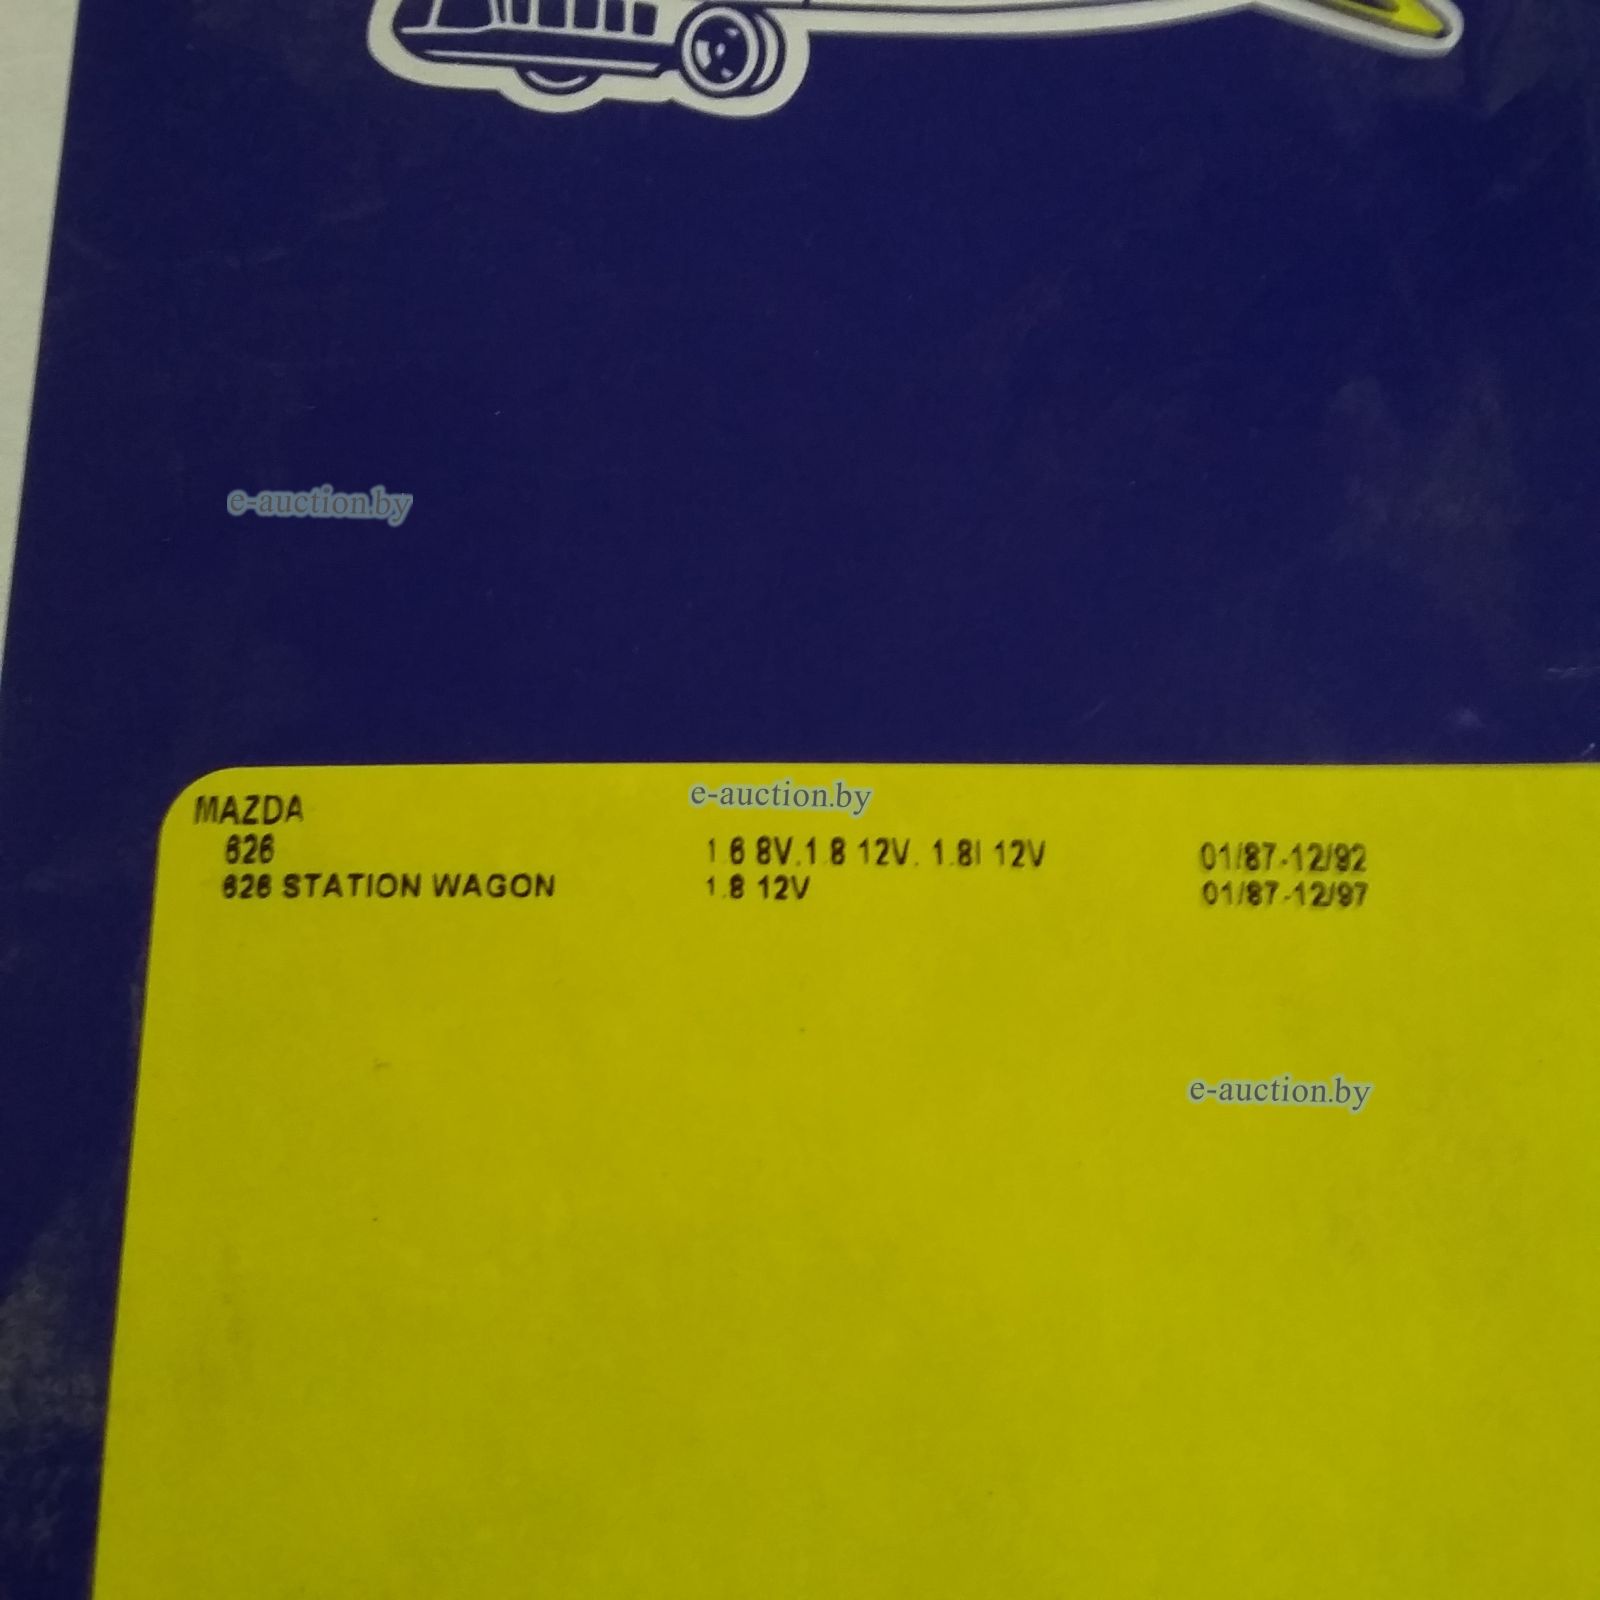 e-auction.by
e-auction.by
MAZDA
626 1.6 8V.1.8 12V. 1.8I 12V 01/87-12/92
626 STATION WAGON 1.8 12V 01/87-12/97
e-auction.by